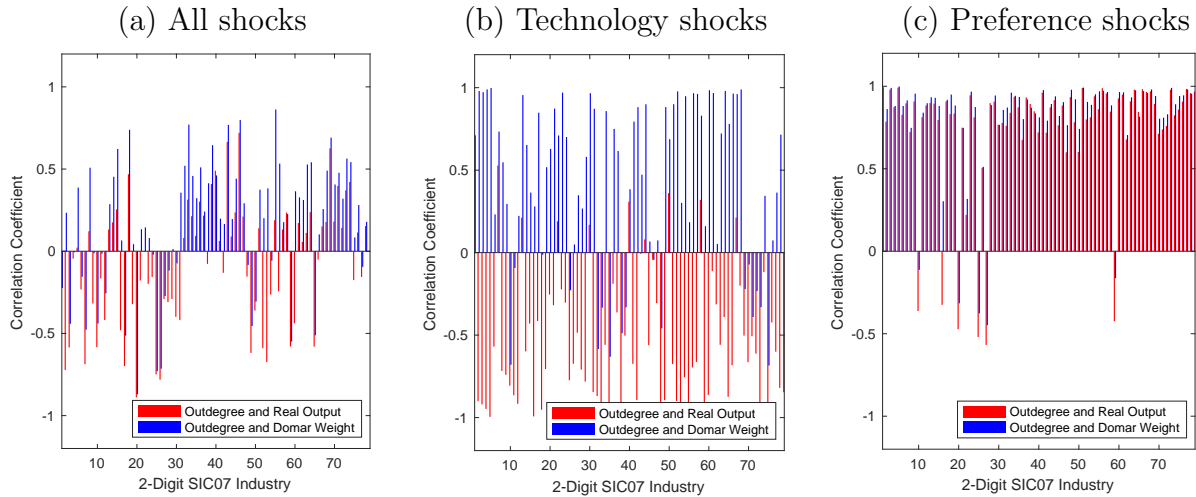 (a) All shocks
1
0.5
0
-0.5
-1
Correlation Coefficient
10 20 30 40 50 60 70
2-Digit SIC07 Industry
Outdegree and Real Output
Outdegree and Domar Weight
(b) Technology shocks
1
0.5
0
-0.5
-1
Correlation Coefficient
10 20 30 40 50 60 70
2-Digit SIC07 Industry
Outdegree and Real Output
Outdegree and Domar Weight
(c) Preference shocks
1
0.5
0
-0.5
-1
Correlation Coefficient
10 20 30 40 50 60 70
2-Digit SIC07 Industry
Outdegree and Real Output
Outdegree and Domar Weight